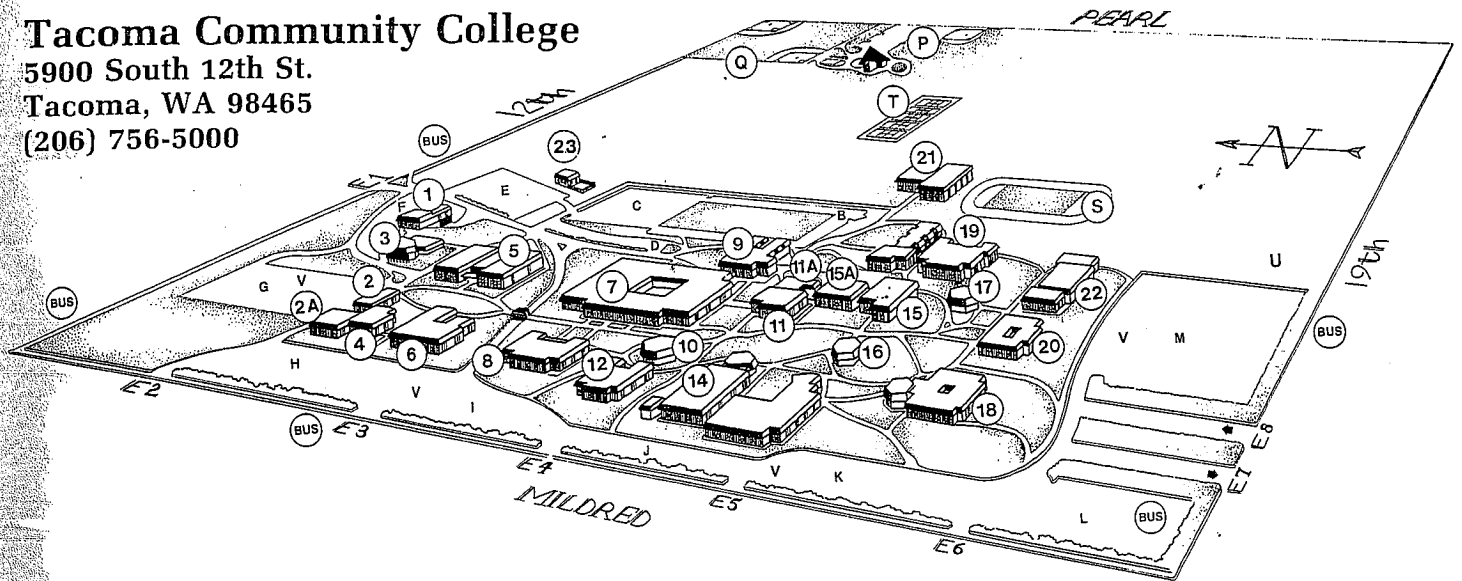 Tacoma Community College
5900 South 12th St.
Tacoma, WA 98465
(206) 756-5000
PEARL
12th
19th
MILDRED
N
BUS
BUS
BUS
BUS
BUS
E1
E2
E3
E4
E5
E6
E7
E8
1
2
2A
3
4
5
6
7
8
9
10
11
11A
12
14
15
15A
16
17
18
19
20
21
22
23
A
B
C
D
E
F
G
V
H
V
I
J
V
K
L
V
M
P
Q
S
T
U